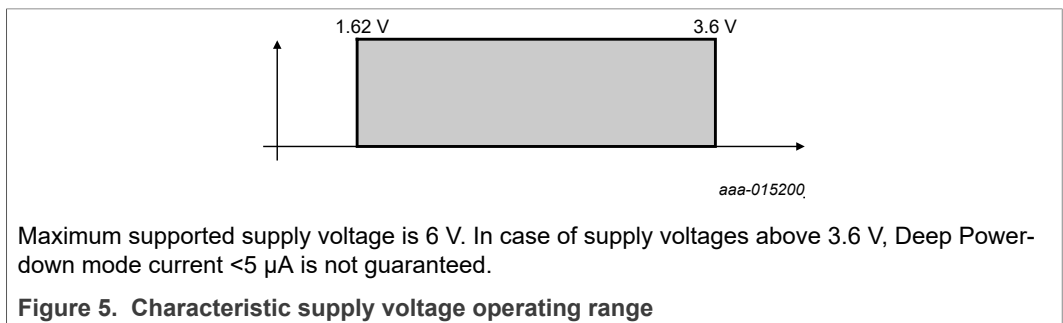 1.62 V 3.6 V
aaa-015200
Maximum supported supply voltage is 6 V. In case of supply voltages above 3.6 V, Deep Power-
down mode current <5 μA is not guaranteed.
Figure 5. Characteristic supply voltage operating range